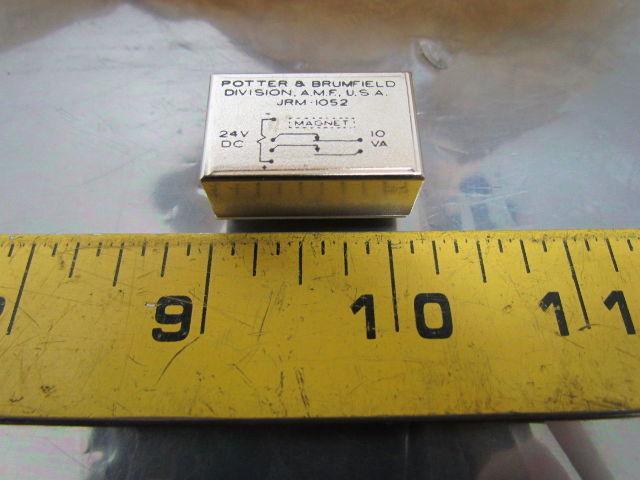 POTTER & BRUMFIELD
DIVISION, A.M.F., U.S.A.
JRM-1052
MAGNET
24V 10
DC VA
- 
+
9 10 11